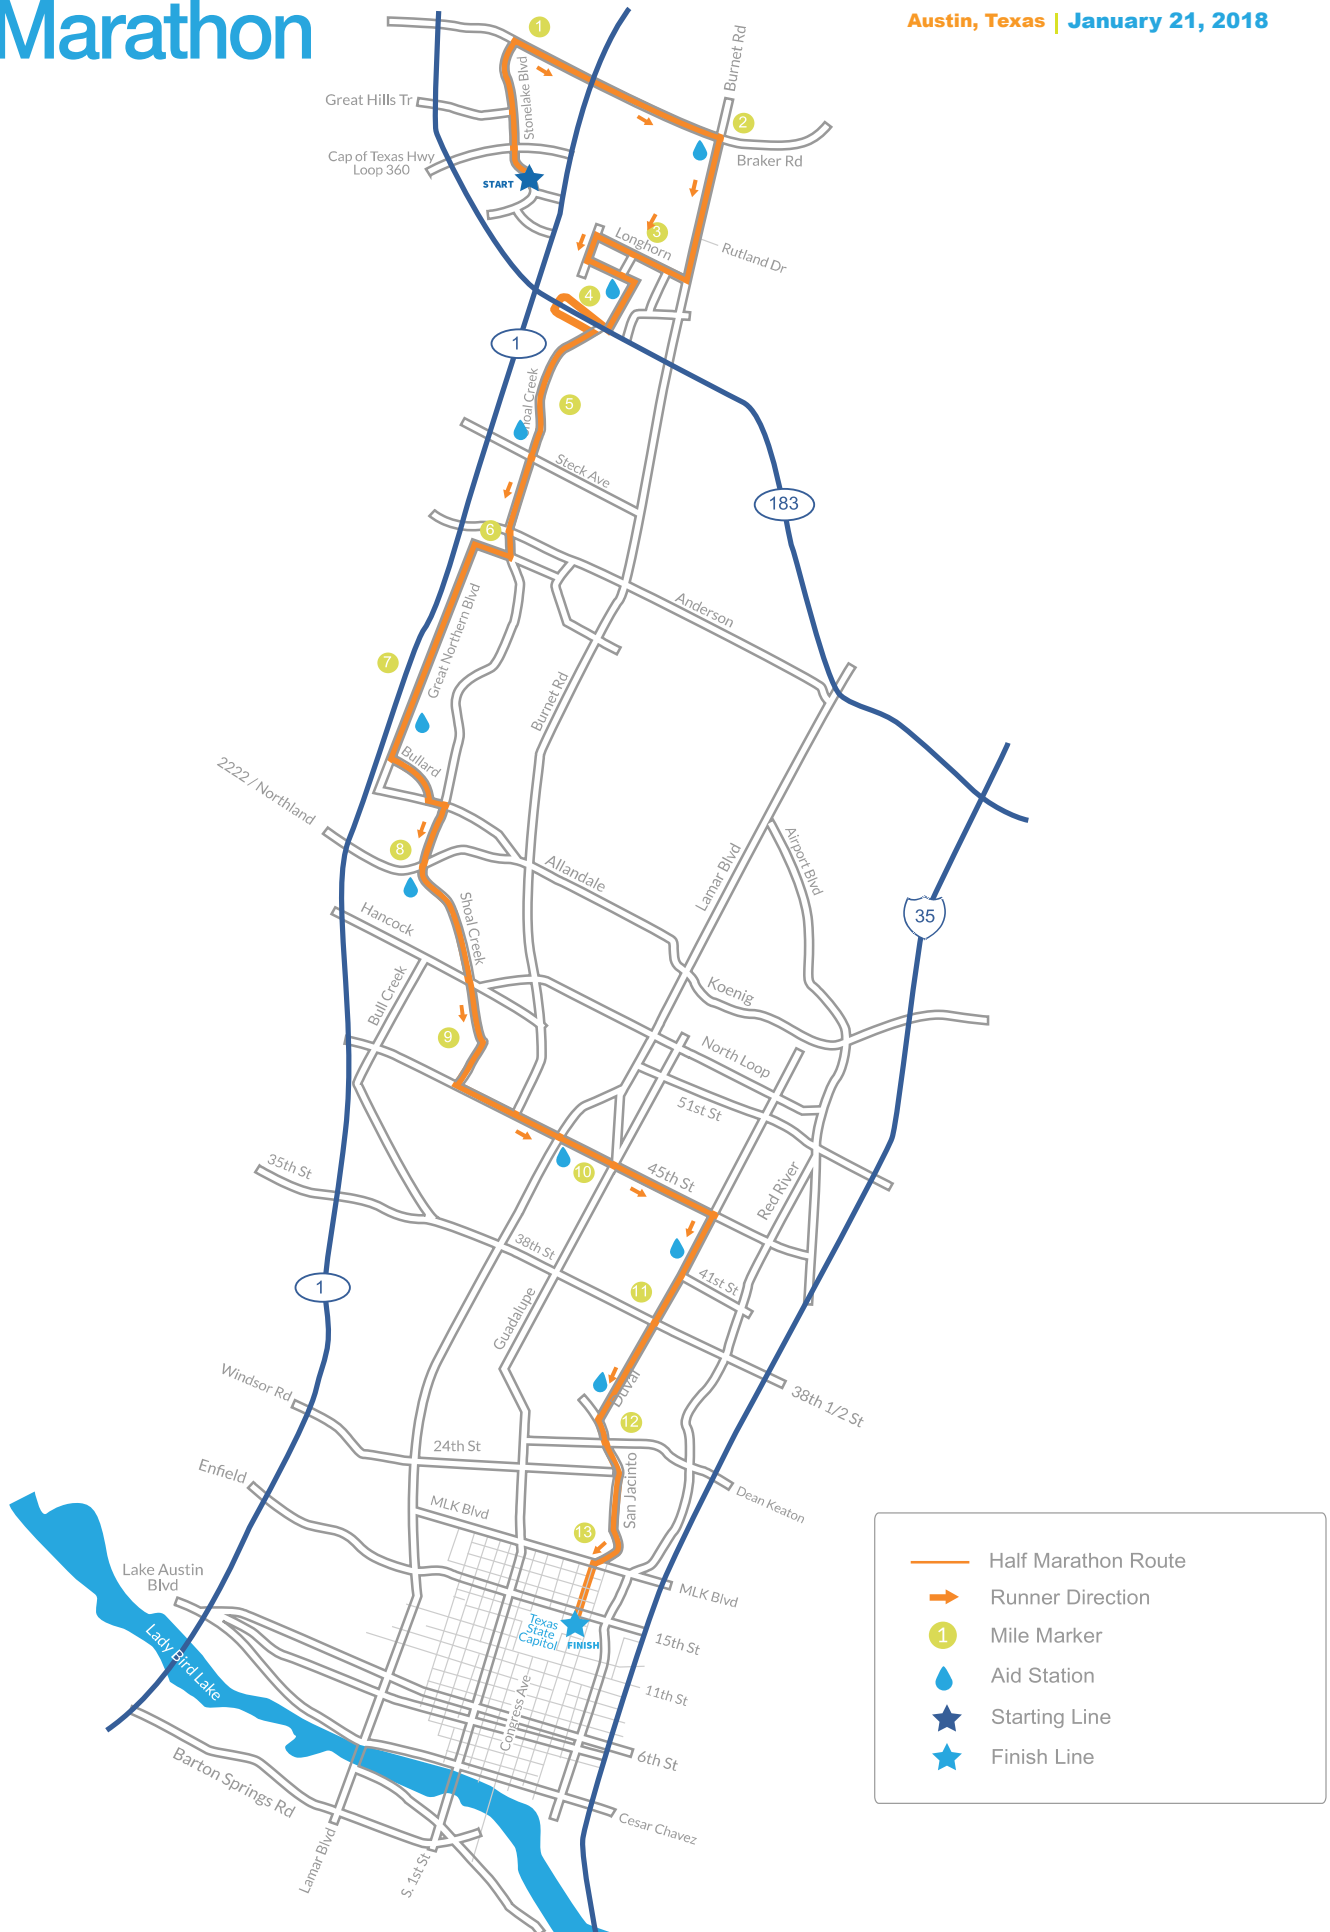 Marathon
Austin, Texas | January 21, 2018
1
Burnet Rd
Stonelake Blvd
Great Hills Tr
2
Braker Rd
Cap of Texas Hwy
Loop 360
START
3
Longhorn
Rutland Dr
4
1
Shoal Creek
5
Steck Ave
183
6
Anderson
Great Northern Blvd
7
Burnet Rd
Bullard
2222 / Northland
8
Allandale
Lamar Blvd
Airport Blvd
Shoal Creek
Hancock
35
Bull Creek
Koenig
9
North Loop
51st St
10
45th St
35th St
Red River
38th St
41st St
11
1
Guadalupe
Windsor Rd
Duval
38th 1/2 St
12
24th St
Enfield
San Jacinto
Dean Keaton
MLK Blvd
13
Lake Austin
Blvd
MLK Blvd
Texas
State
Capitol
FINISH
15th St
Lady Bird Lake
11th St
Congress Ave
6th St
Barton Springs Rd
Cesar Chavez
Lamar Blvd
S. 1st St
Half Marathon Route
Runner Direction
1
Mile Marker
Aid Station
Starting Line
Finish Line